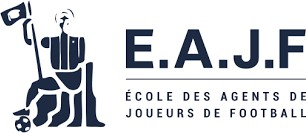 E.A.J.F
ÉCOLE DES AGENTS DE
JOUEURS DE FOOTBALL